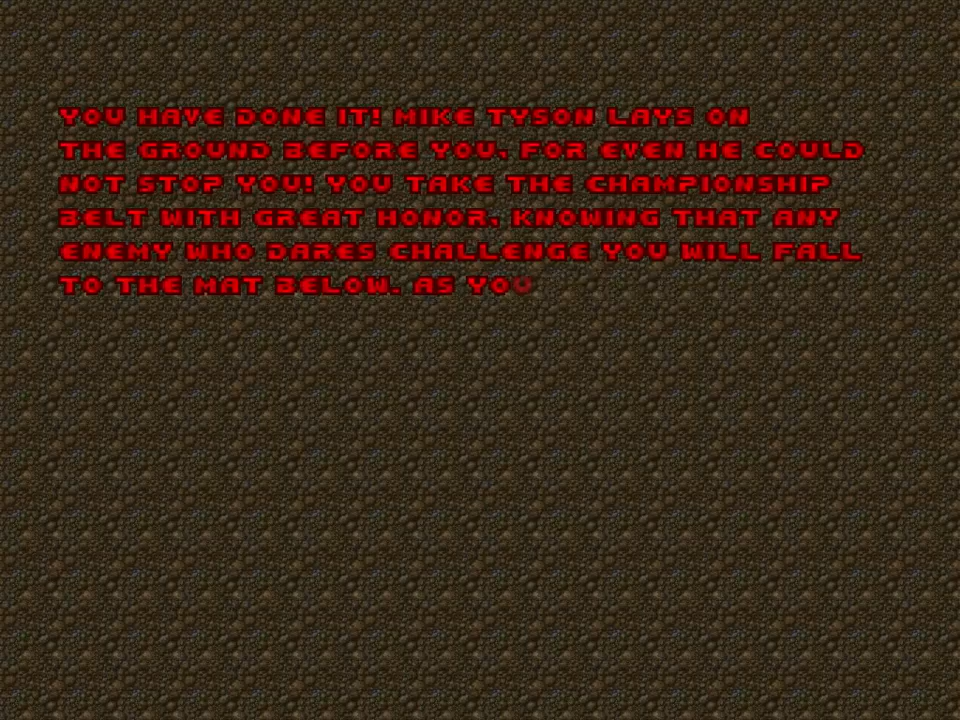 YOU HAVE DONE IT! MIKE TYSON LAYS ON
THE GROUND BEFORE YOU, FOR EVEN HE COULD
NOT STOP YOU! YOU TAKE THE CHAMPIONSHIP
BELT WITH GREAT HONOR, KNOWING THAT ANY
ENEMY WHO DARES CHALLENGE YOU WILL FALL
TO THE MAT BELOW. AS YOU